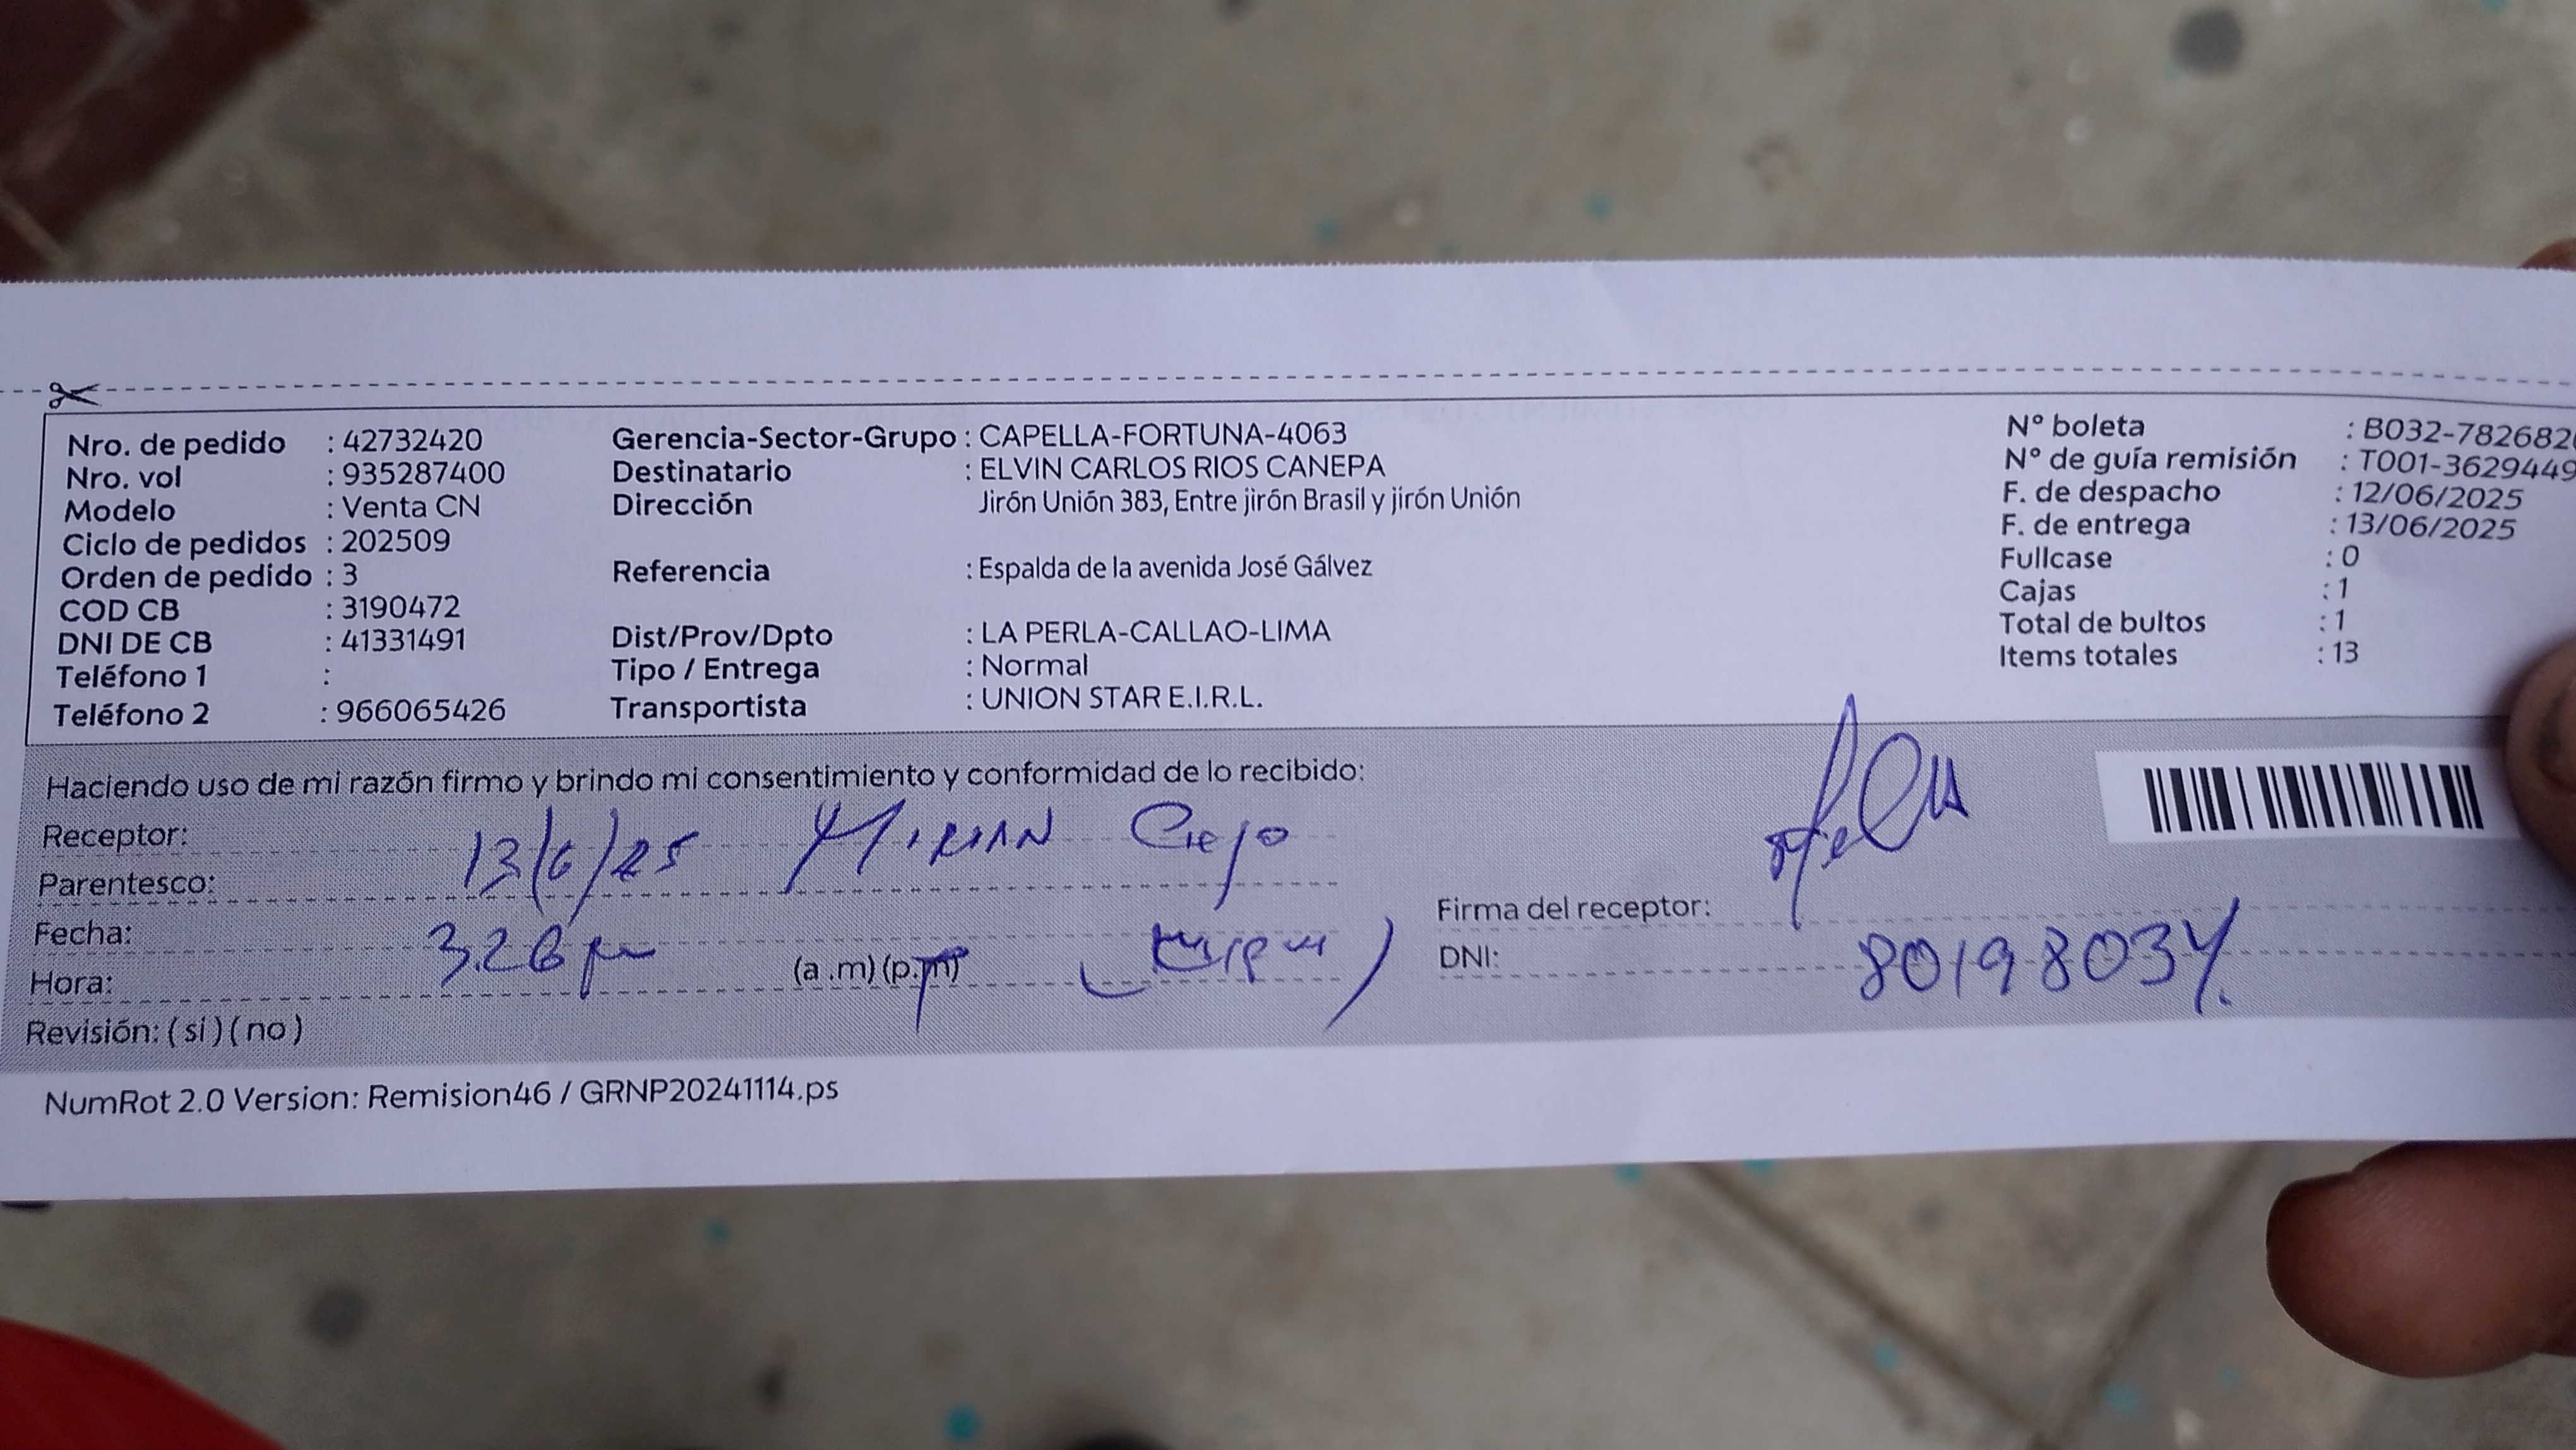 Nro. de pedido : 42732420
Nro. vol : 935287400
Modelo : Venta CN
Ciclo de pedidos : 202509
Orden de pedido : 3
COD CB : 3190472
DNI DE CB : 41331491
Teléfono 1 :
Teléfono 2 : 966065426
Gerencia-Sector-Grupo : CAPELLA-FORTUNA-4063
Destinatario : ELVIN CARLOS RIOS CANEPA
Dirección Jirón Unión 383, Entre jirón Brasil y jirón Unión
Referencia : Espalda de la avenida José Gálvez
Dist/Prov/Dpto : LA PERLA-CALLAO-LIMA
Tipo / Entrega : Normal
Transportista : UNION STAR E.I.R.L.
N° boleta : B032-782682
N° de guía remisión : T001-3629449
F. de despacho : 12/06/2025
F. de entrega : 13/06/2025
Fullcase : 0
Cajas : 1
Total de bultos : 1
Items totales : 13
Haciendo uso de mi razón firmo y brindo mi consentimiento y conformidad de lo recibido:
Receptor: 13/6/25 MIRIAN
Parentesco:
Fecha: 3.26 pm
Hora: (a .m) (p.m)
Revisión: ( si ) ( no )
Firma del receptor:
DNI: 80198034
NumRot 2.0 Version: Remision46 / GRNP20241114.ps